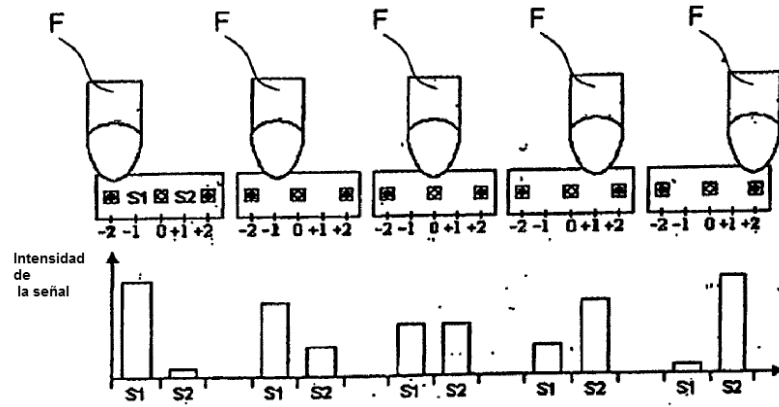 F F F F F
S1 S2
-2 -1 0 +1 +2 -2 -1 0 +1 +2 -2 -1 0 +1 +2 -2 -1 0 +1 +2 -2 -1 0 +1 +2
Intensidad
de
la señal
S1 S2 S1 S2 S1 S2 S1 S2 S1 S2